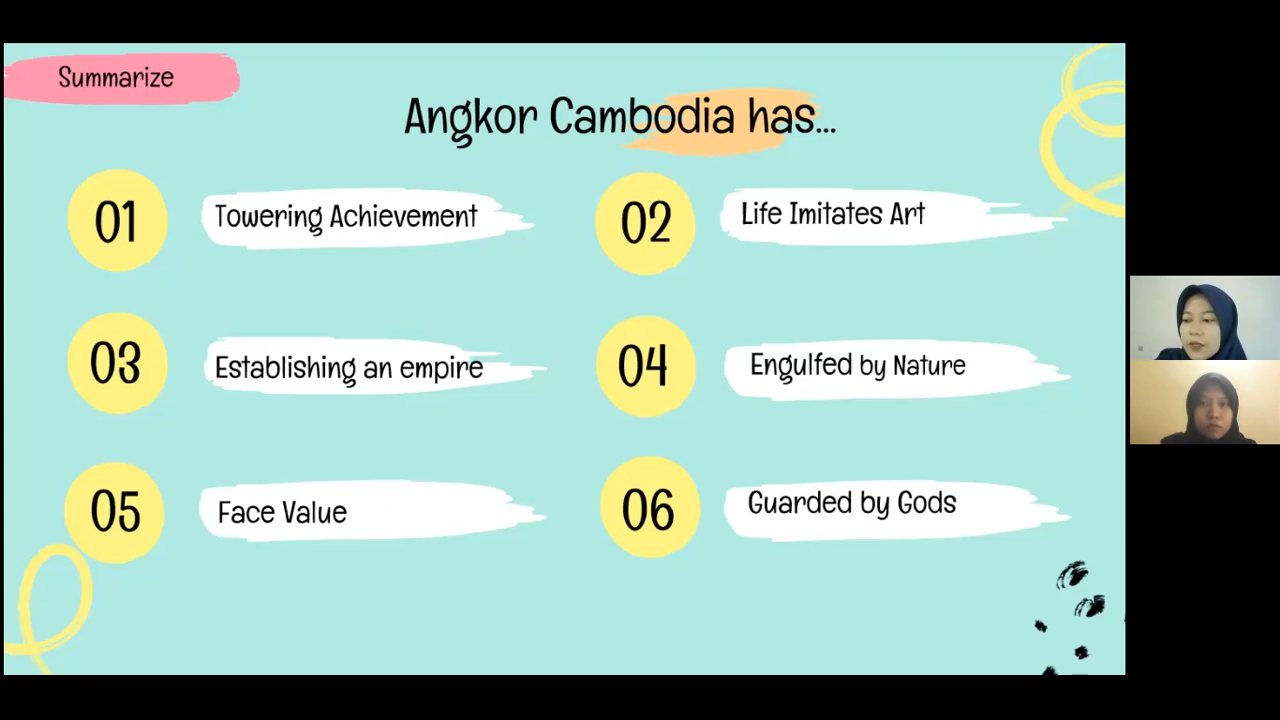 Summarize
Angkor Cambodia has...
01
Towering Achievement
02
Life Imitates Art
03
Establishing an empire
04
Engulfed by Nature
05
Face Value
06
Guarded by Gods